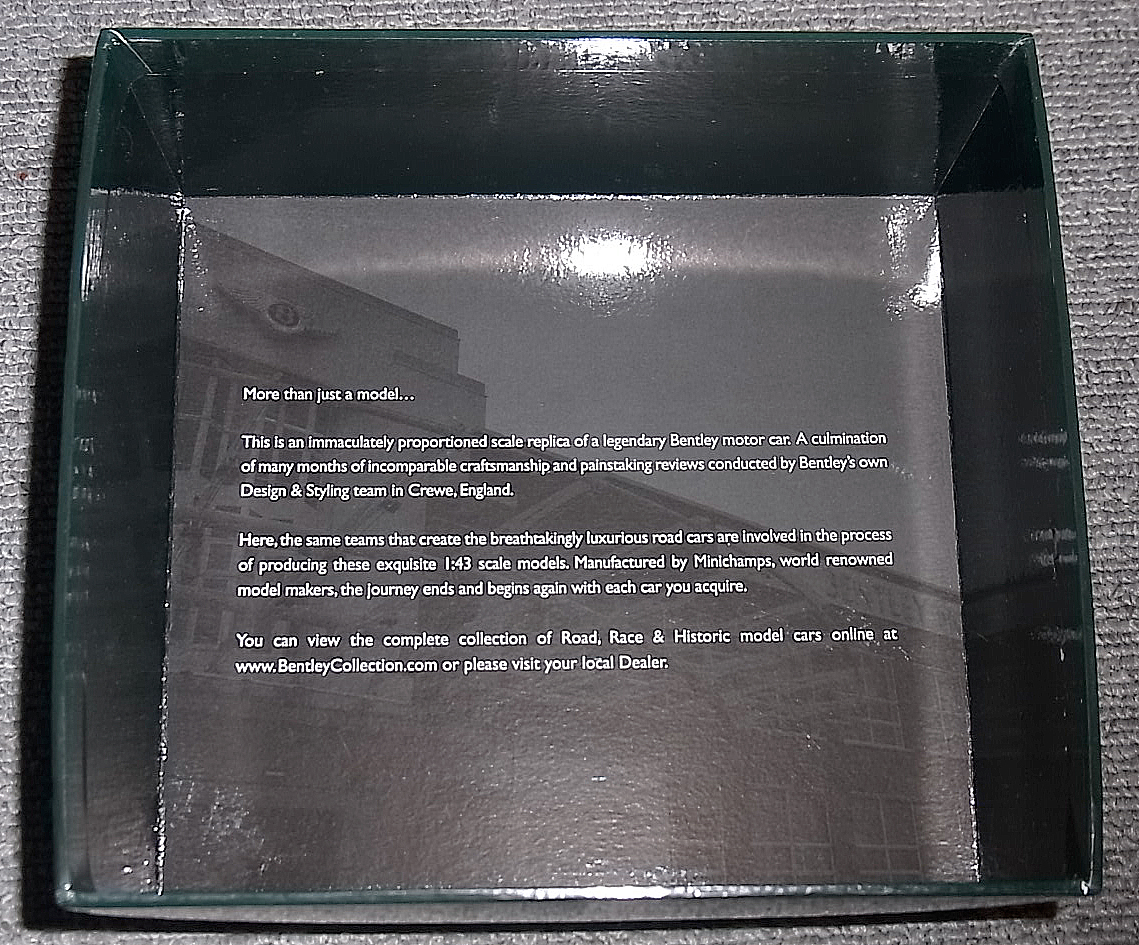 More than just a model...
This is an immaculately proportioned scale replica of a legendary Bentley motor car. A culmination
of many months of incomparable craftsmanship and painstaking reviews conducted by Bentley's own
Design & Styling team in Crewe, England.
Here, the same teams that create the breathtakingly luxurious road cars are involved in the process
of producing these exquisite 1:43 scale models. Manufactured by Minichamps, world renowned
model makers, the journey ends and begins again with each car you acquire.
You can view the complete collection of Road, Race & Historic model cars online at
www.BentleyCollection.com or please visit your local Dealer.